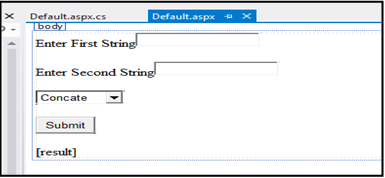 Default.aspx.cs Default.aspx
body
Enter First String
Enter Second String
Concate
Submit
[result]